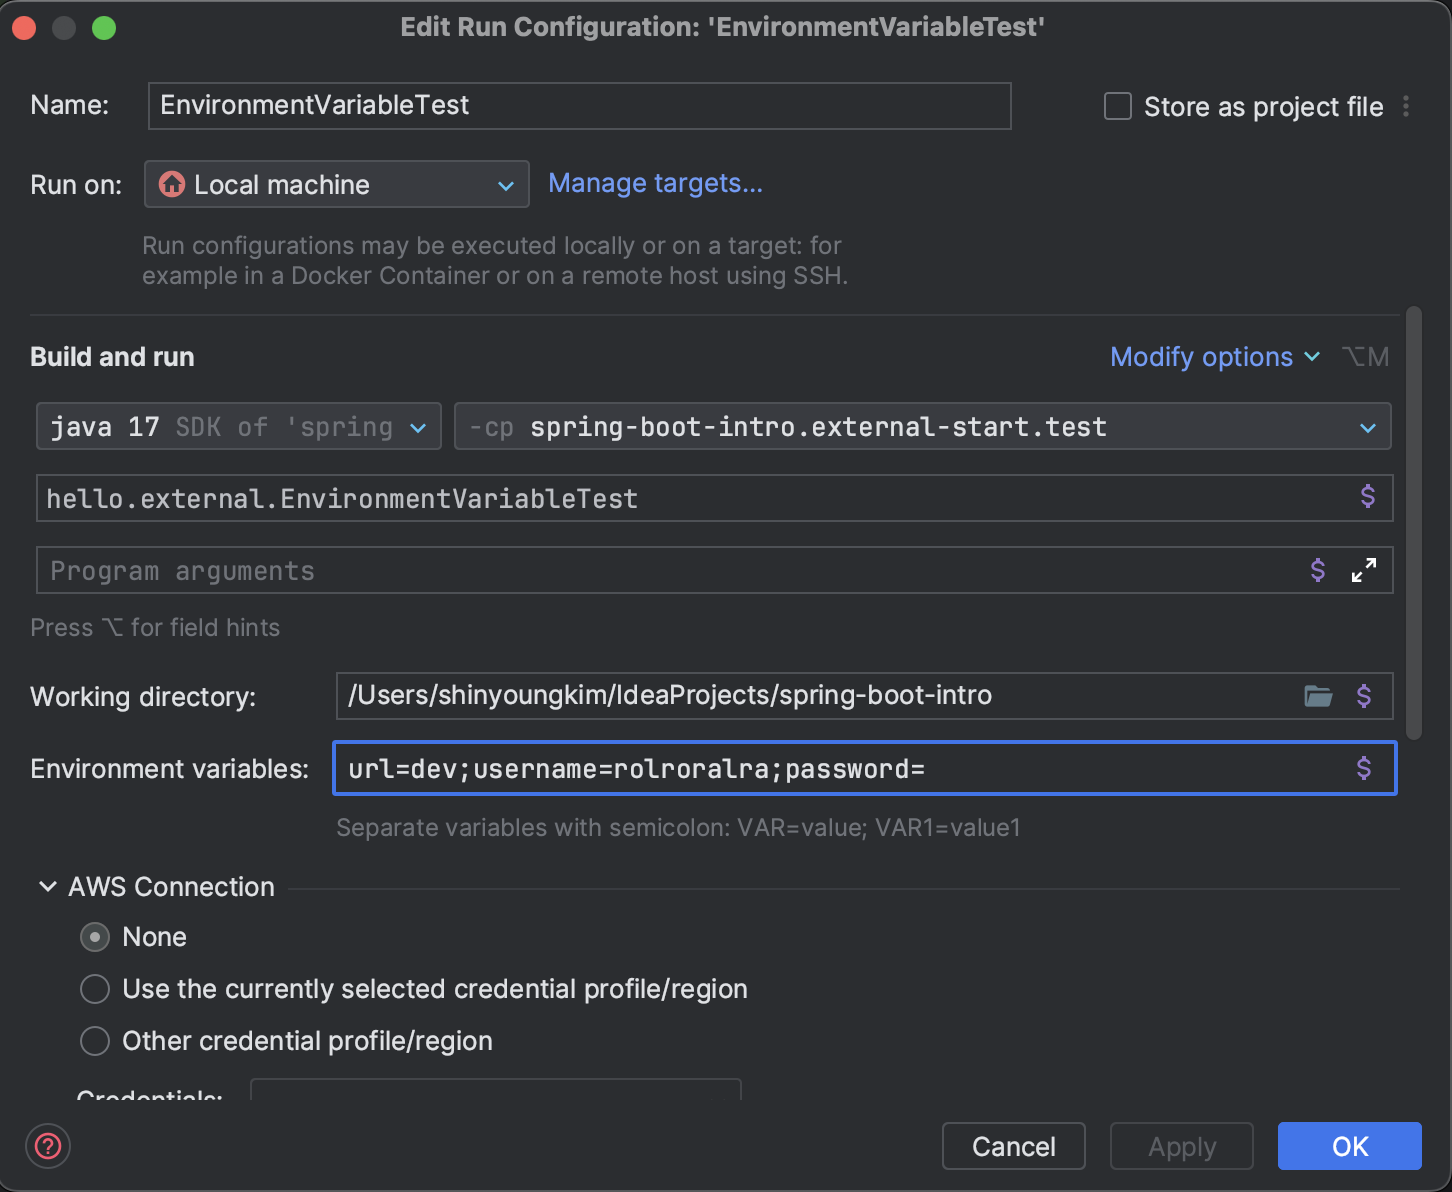 Edit Run Configuration: 'EnvironmentVariableTest'
Name: EnvironmentVariableTest Store as project file
Run on: Local machine Manage targets...
Run configurations may be executed locally or on a target: for
example in a Docker Container or on a remote host using SSH.
Build and run Modify options ⌥M
java 17 SDK of 'spring -cp spring-boot-intro.external-start.test
hello.external.EnvironmentVariableTest $
Program arguments $
Press ⌥ for field hints
Working directory: /Users/shinyoungkim/IdeaProjects/spring-boot-intro $
Environment variables: url=dev;username=rolroralra;password= $
Separate variables with semicolon: VAR=value; VAR1=value1
AWS Connection
None
Use the currently selected credential profile/region
Other credential profile/region
Credentials:
? Cancel Apply OK